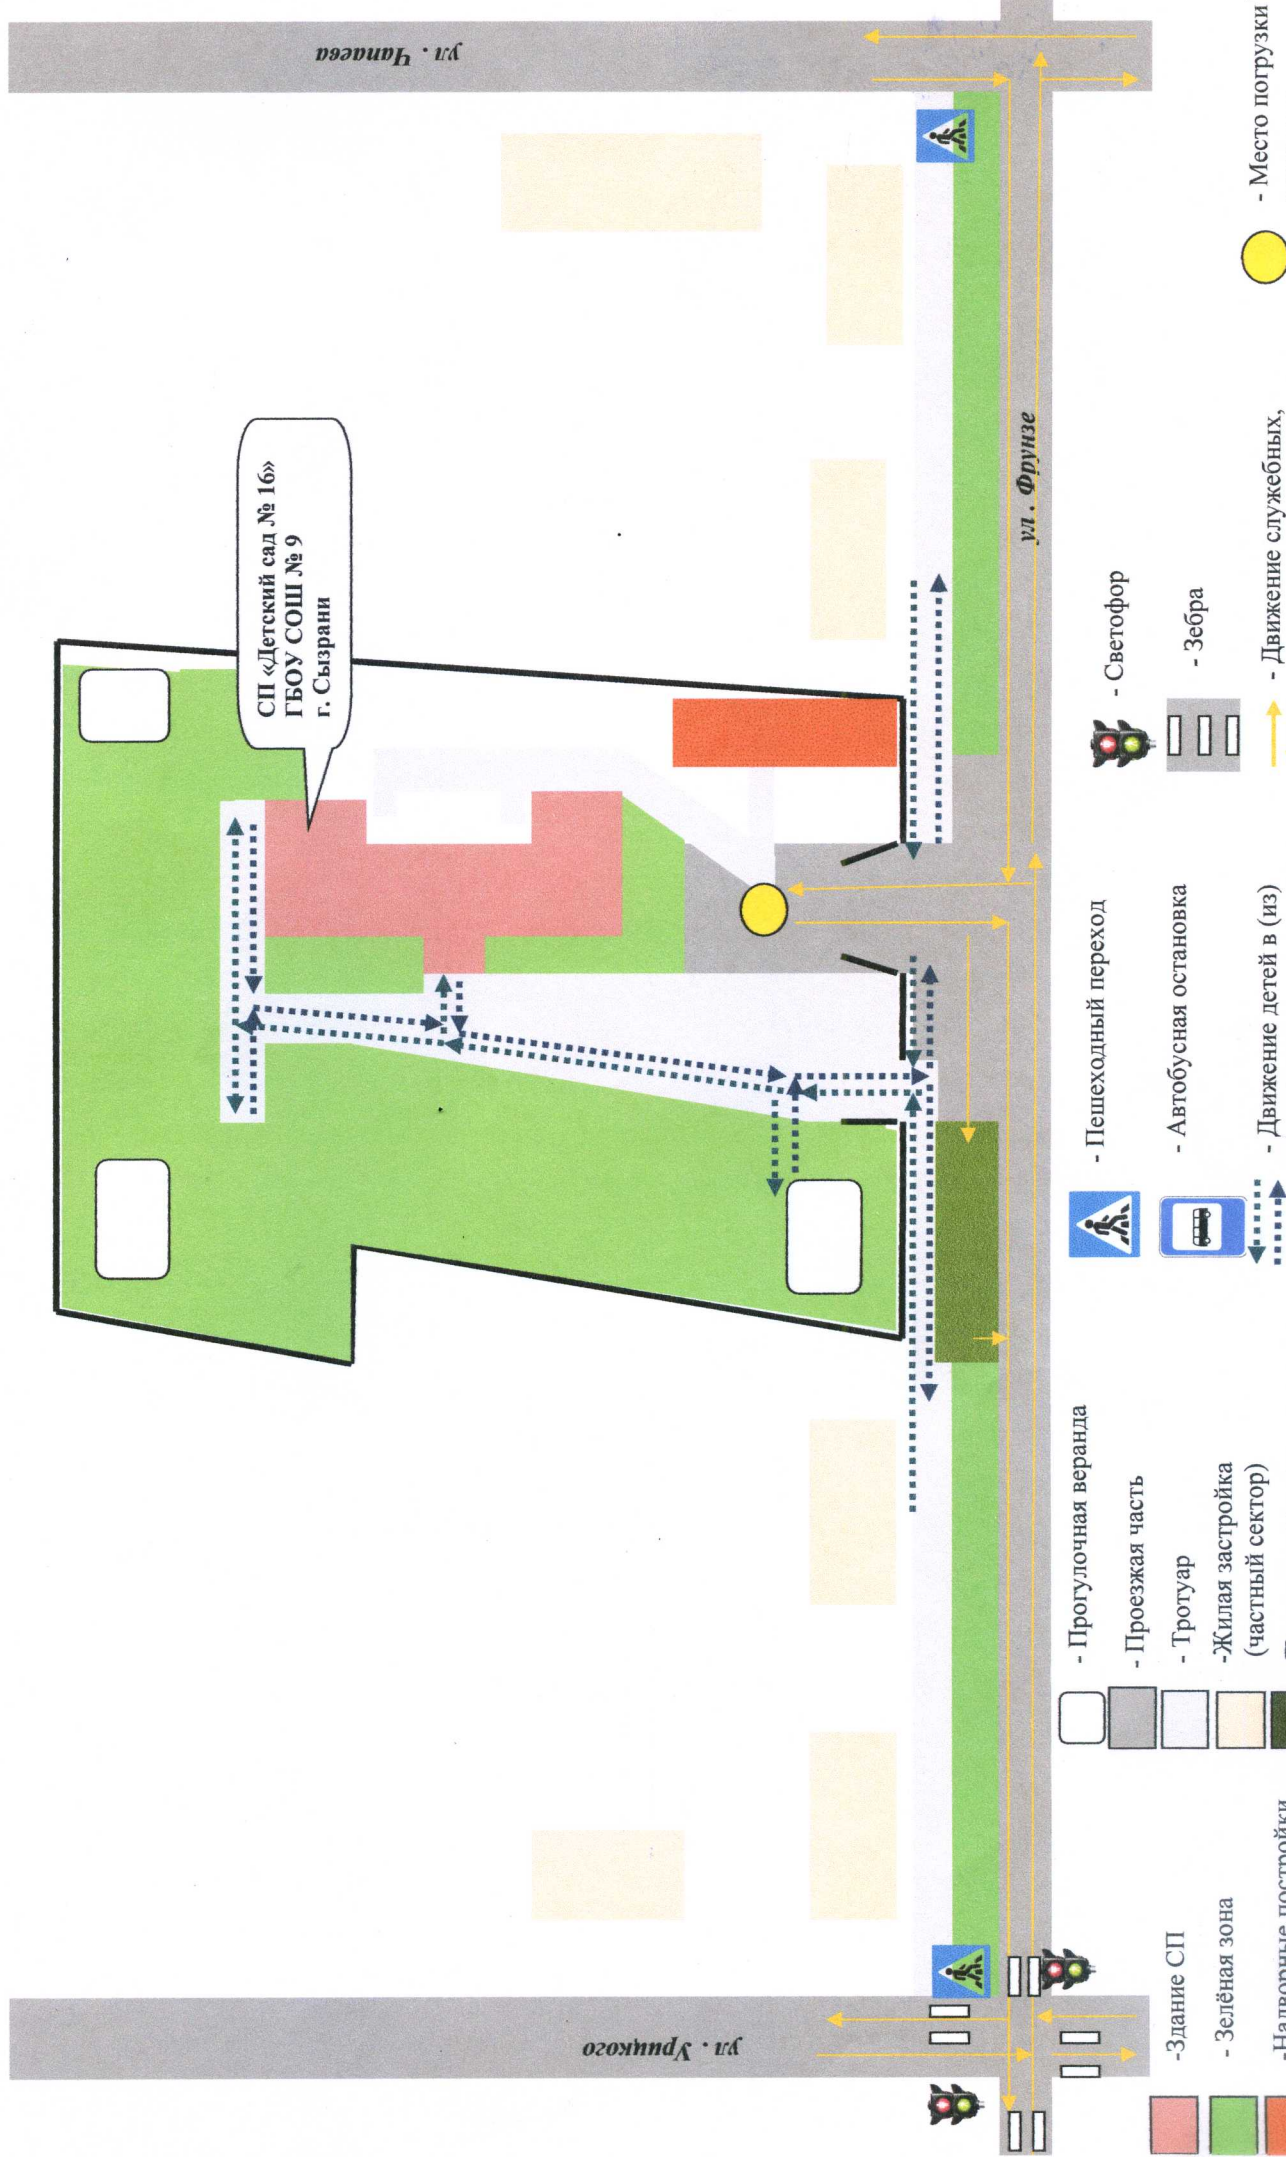 ул . Чапаева
СП «Детский сад № 16»
ГБОУ СОШ № 9
г. Сызрани
ул . Фрунзе
ул . Урицкого
-Здание СП
- Зелёная зона
-Надворные постройки
- Прогулочная веранда
- Проезжая часть
- Тротуар
-Жилая застройка
(частный сектор)
- Пешеходный переход
- Автобусная остановка
- Движение детей в (из)
- Светофор
- Зебра
- Движение служебных,
- Место погрузки